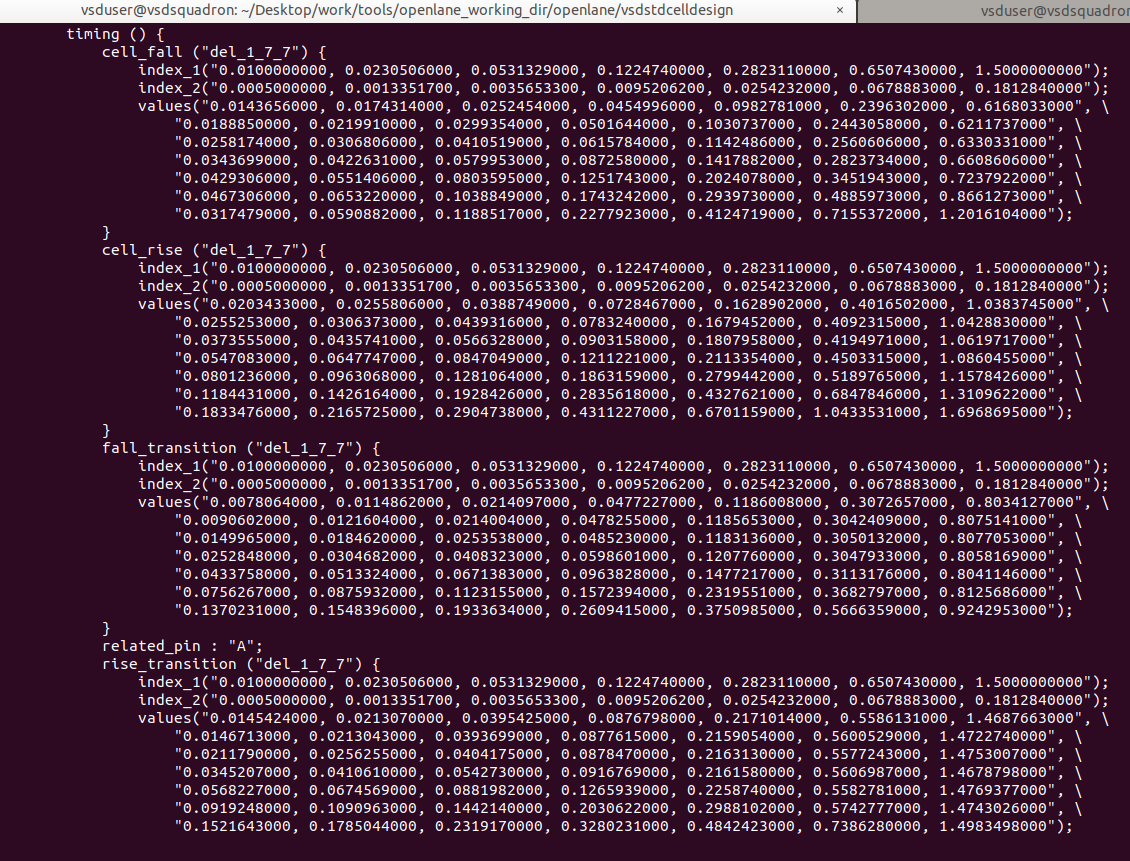 vsduser@vsdsquadron: ~/Desktop/work/tools/openlane_working_dir/openlane/vsdstdcelldesign × vsduser@vsdsquadron
timing () {
cell_fall ("del_1_7_7") {
index_1("0.0100000000, 0.0230506000, 0.0531329000, 0.1224740000, 0.2823110000, 0.6507430000, 1.5000000000");
index_2("0.0005000000, 0.0013351700, 0.0035653300, 0.0095206200, 0.0254232000, 0.0678883000, 0.1812840000");
values("0.0143656000, 0.0174314000, 0.0252454000, 0.0454996000, 0.0982781000, 0.2396302000, 0.6168033000", \
"0.0188850000, 0.0219910000, 0.0299354000, 0.0501644000, 0.1030737000, 0.2443058000, 0.6211737000", \
"0.0258174000, 0.0306806000, 0.0410519000, 0.0615784000, 0.1142486000, 0.2560606000, 0.6330331000", \
"0.0343699000, 0.0422631000, 0.0579953000, 0.0872580000, 0.1417882000, 0.2823734000, 0.6608606000", \
"0.0429306000, 0.0551406000, 0.0803595000, 0.1251743000, 0.2024078000, 0.3451943000, 0.7237922000", \
"0.0467306000, 0.0653220000, 0.1038849000, 0.1743242000, 0.2939730000, 0.4885973000, 0.8661273000", \
"0.0317479000, 0.0590882000, 0.1188517000, 0.2277923000, 0.4124719000, 0.7155372000, 1.2016104000");
}
cell_rise ("del_1_7_7") {
index_1("0.0100000000, 0.0230506000, 0.0531329000, 0.1224740000, 0.2823110000, 0.6507430000, 1.5000000000");
index_2("0.0005000000, 0.0013351700, 0.0035653300, 0.0095206200, 0.0254232000, 0.0678883000, 0.1812840000");
values("0.0203433000, 0.0255806000, 0.0388749000, 0.0728467000, 0.1628902000, 0.4016502000, 1.0383745000", \
"0.0255253000, 0.0306373000, 0.0439316000, 0.0783240000, 0.1679452000, 0.4092315000, 1.0428830000", \
"0.0373555000, 0.0435741000, 0.0566328000, 0.0903158000, 0.1807958000, 0.4194971000, 1.0619717000", \
"0.0547083000, 0.0647747000, 0.0847049000, 0.1211221000, 0.2113354000, 0.4503315000, 1.0860455000", \
"0.0801236000, 0.0963068000, 0.1281064000, 0.1863159000, 0.2799442000, 0.5189765000, 1.1578426000", \
"0.1184431000, 0.1426164000, 0.1928426000, 0.2835618000, 0.4327621000, 0.6847846000, 1.3109622000", \
"0.1833476000, 0.2165725000, 0.2904738000, 0.4311227000, 0.6701159000, 1.0433531000, 1.6968695000");
}
fall_transition ("del_1_7_7") {
index_1("0.0100000000, 0.0230506000, 0.0531329000, 0.1224740000, 0.2823110000, 0.6507430000, 1.5000000000");
index_2("0.0005000000, 0.0013351700, 0.0035653300, 0.0095206200, 0.0254232000, 0.0678883000, 0.1812840000");
values("0.0078064000, 0.0114862000, 0.0214097000, 0.0477227000, 0.1186008000, 0.3072657000, 0.8034127000", \
"0.0090602000, 0.0121604000, 0.0214004000, 0.0478255000, 0.1185653000, 0.3042409000, 0.8075141000", \
"0.0149965000, 0.0184620000, 0.0253538000, 0.0485230000, 0.1183136000, 0.3050132000, 0.8077053000", \
"0.0252848000, 0.0304682000, 0.0408323000, 0.0598601000, 0.1207760000, 0.3047933000, 0.8058169000", \
"0.0433758000, 0.0513324000, 0.0671383000, 0.0963828000, 0.1477217000, 0.3113176000, 0.8041146000", \
"0.0756267000, 0.0875932000, 0.1123155000, 0.1572394000, 0.2319551000, 0.3682797000, 0.8125686000", \
"0.1370231000, 0.1548396000, 0.1933634000, 0.2609415000, 0.3750985000, 0.5666359000, 0.9242953000");
}
related_pin : "A";
rise_transition ("del_1_7_7") {
index_1("0.0100000000, 0.0230506000, 0.0531329000, 0.1224740000, 0.2823110000, 0.6507430000, 1.5000000000");
index_2("0.0005000000, 0.0013351700, 0.0035653300, 0.0095206200, 0.0254232000, 0.0678883000, 0.1812840000");
values("0.0145424000, 0.0213070000, 0.0395425000, 0.0876798000, 0.2171014000, 0.5586131000, 1.4687663000", \
"0.0146713000, 0.0213043000, 0.0393699000, 0.0877615000, 0.2159054000, 0.5600529000, 1.4722740000", \
"0.0211790000, 0.0256255000, 0.0404175000, 0.0878470000, 0.2163130000, 0.5577243000, 1.4753007000", \
"0.0345207000, 0.0410610000, 0.0542730000, 0.0916769000, 0.2161580000, 0.5606987000, 1.4678798000", \
"0.0568227000, 0.0674569000, 0.0881982000, 0.1265939000, 0.2258740000, 0.5582781000, 1.4769377000", \
"0.0919248000, 0.1090963000, 0.1442140000, 0.2030622000, 0.2988102000, 0.5742777000, 1.4743026000", \
"0.1521643000, 0.1785044000, 0.2319170000, 0.3280231000, 0.4842423000, 0.7386280000, 1.4983498000");